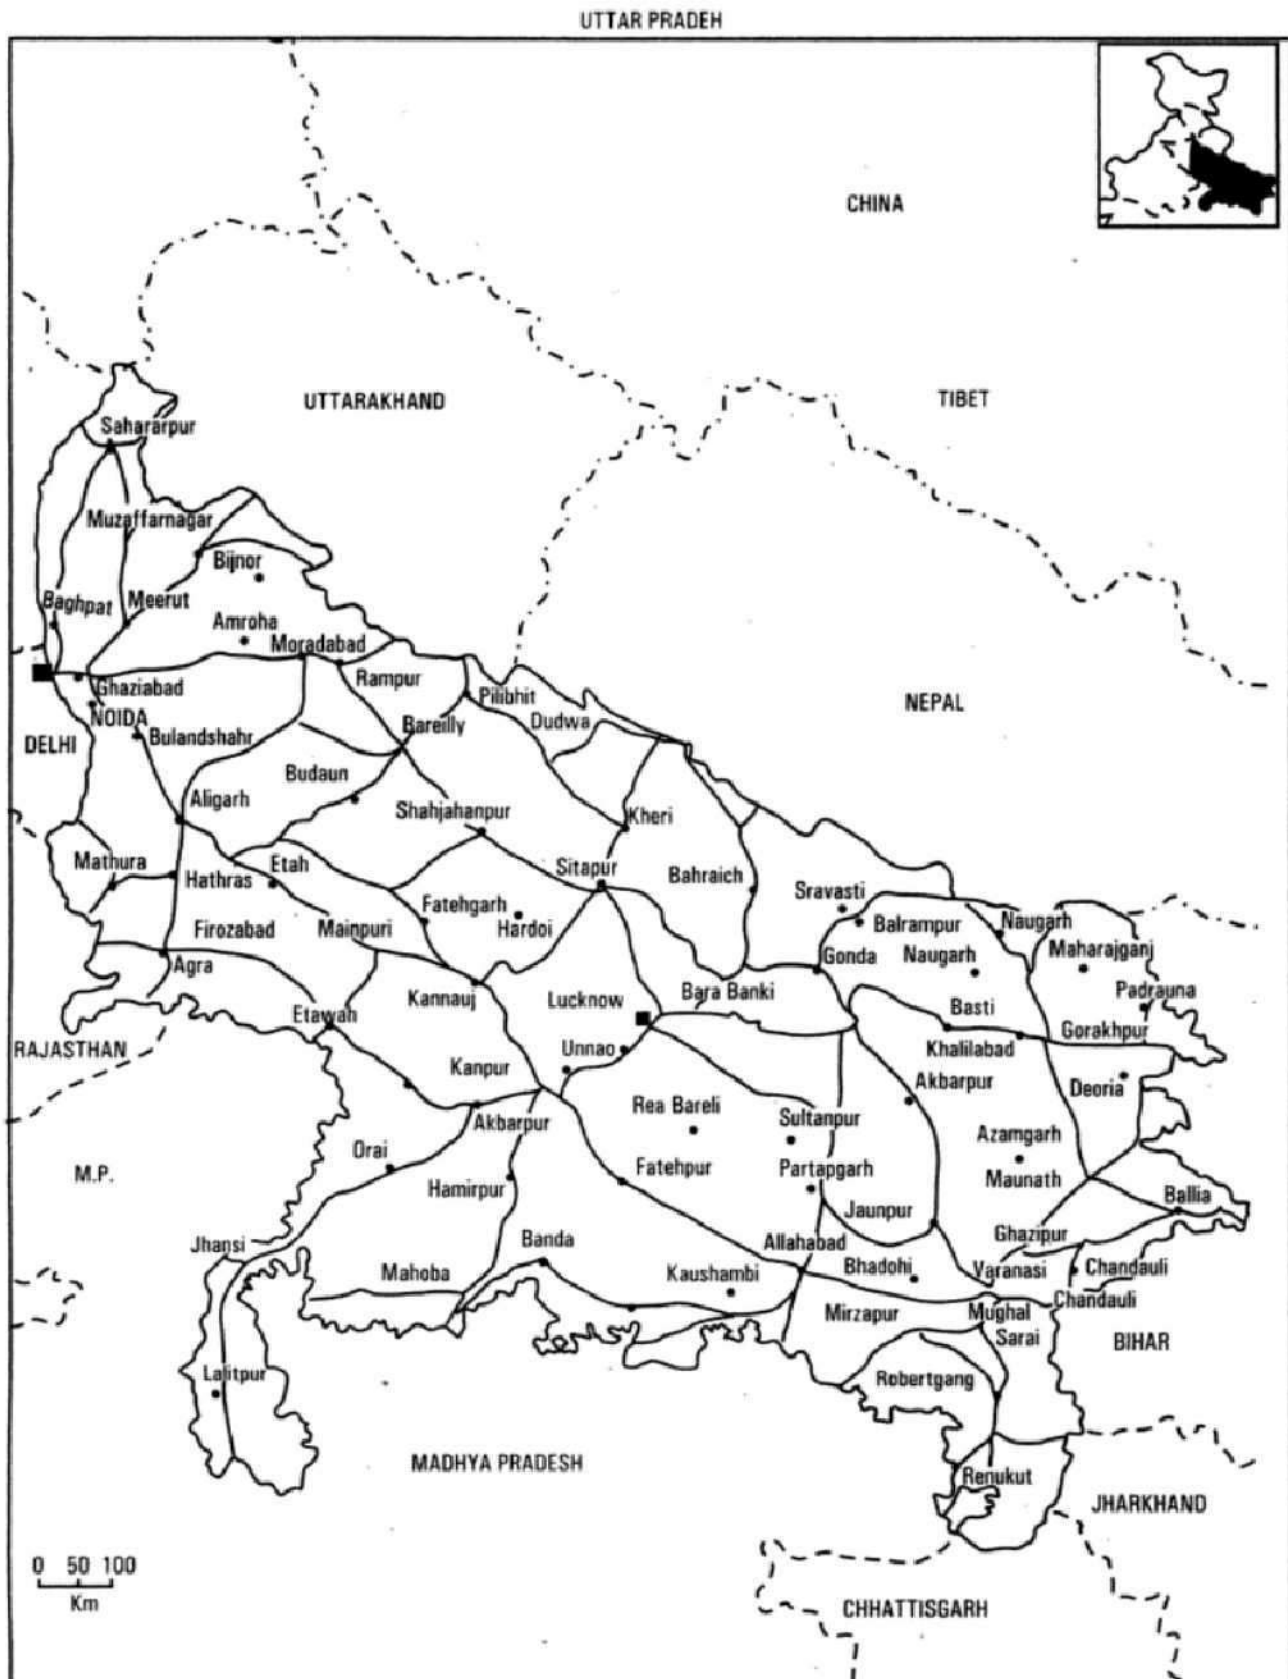 UTTAR PRADEH
CHINA
UTTARAKHAND
TIBET
Sahararpur
Muzaffarnagar
Bijnor
Baghpat
Meerut
Amroha
Moradabad
Ghaziabad
Rampur
Pilibhit
NOIDA
Dudwa
NEPAL
DELHI
Bulandshahr
Bareilly
Budaun
Aligarh
Shahjahanpur
Kheri
Mathura
Hathras
Etah
Sitapur
Bahraich
Sravasti
Firozabad
Mainpuri
Fatehgarh
Hardoi
Balrampur
Naugarh
Agra
Gonda
Naugarh
Maharajganj
Kannauj
Lucknow
Bara Banki
Padrauna
Etawah
Basti
RAJASTHAN
Unnao
Khalilabad
Gorakhpur
Kanpur
Akbarpur
Deoria
Rea Bareli
Akbarpur
Sultanpur
Azamgarh
Orai
M.P.
Hamirpur
Fatehpur
Partapgarh
Maunath
Jaunpur
Ballia
Jhansi
Banda
Allahabad
Ghazipur
Mahoba
Kaushambi
Bhadohi
Varanasi
Chandauli
Chandauli
Mirzapur
Mughal
Sarai
BIHAR
Lalitpur
Robertgang
MADHYA PRADESH
Renukut
JHARKHAND
0 50 100
Km
CHHATTISGARH